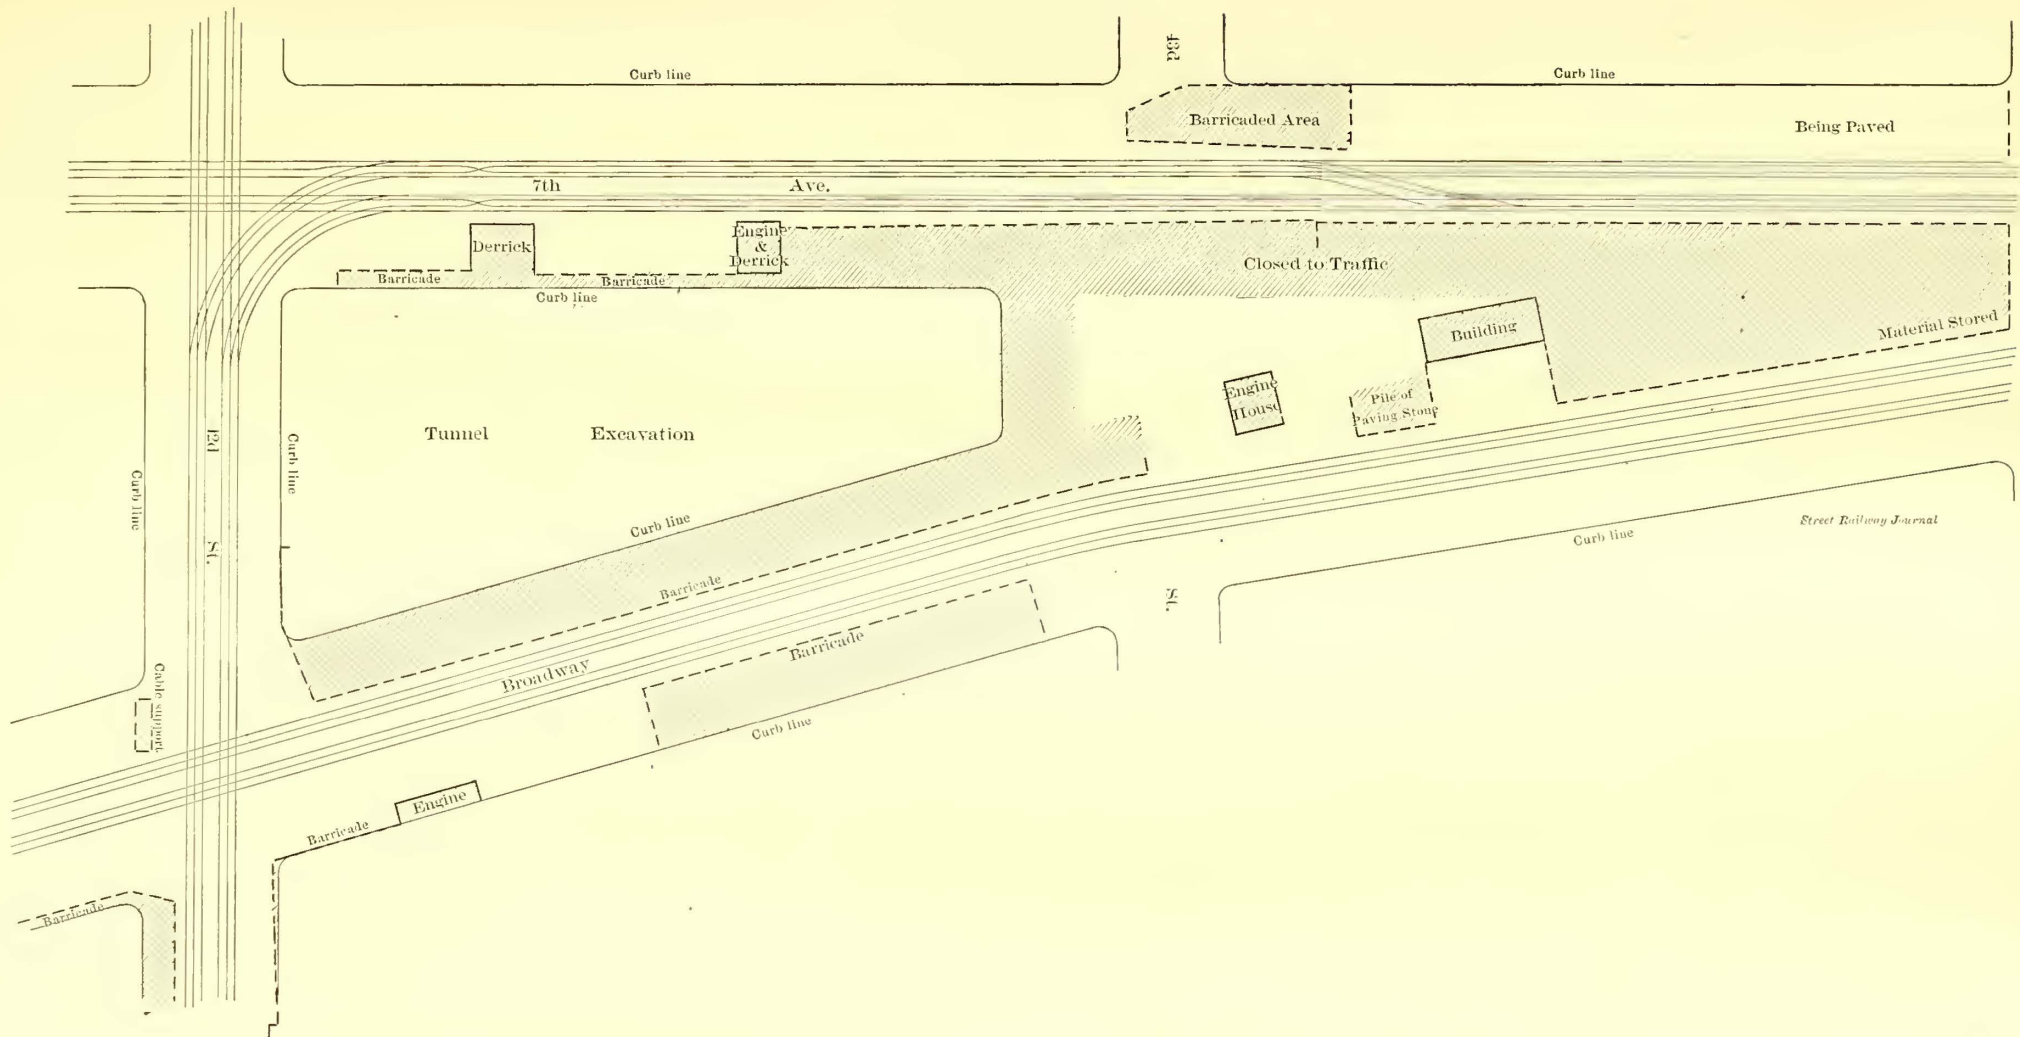 43d
Curb line
Curb line
Barricaded Area
Being Paved
7th Ave.
Derrick
Engine
&
Derrick
Barricade
Barricade
Curb line
Closed to Traffic
Material Stored
Building
Engine
House
Pile of
Paving Stone
Tunnel Excavation
42d St.
Curb line
Curb line
Curb line
Barricade
Street Railway Journal
Curb line
St.
Barricade
Broadway
Cable support
Curb line
Engine
Barricade
Barricade